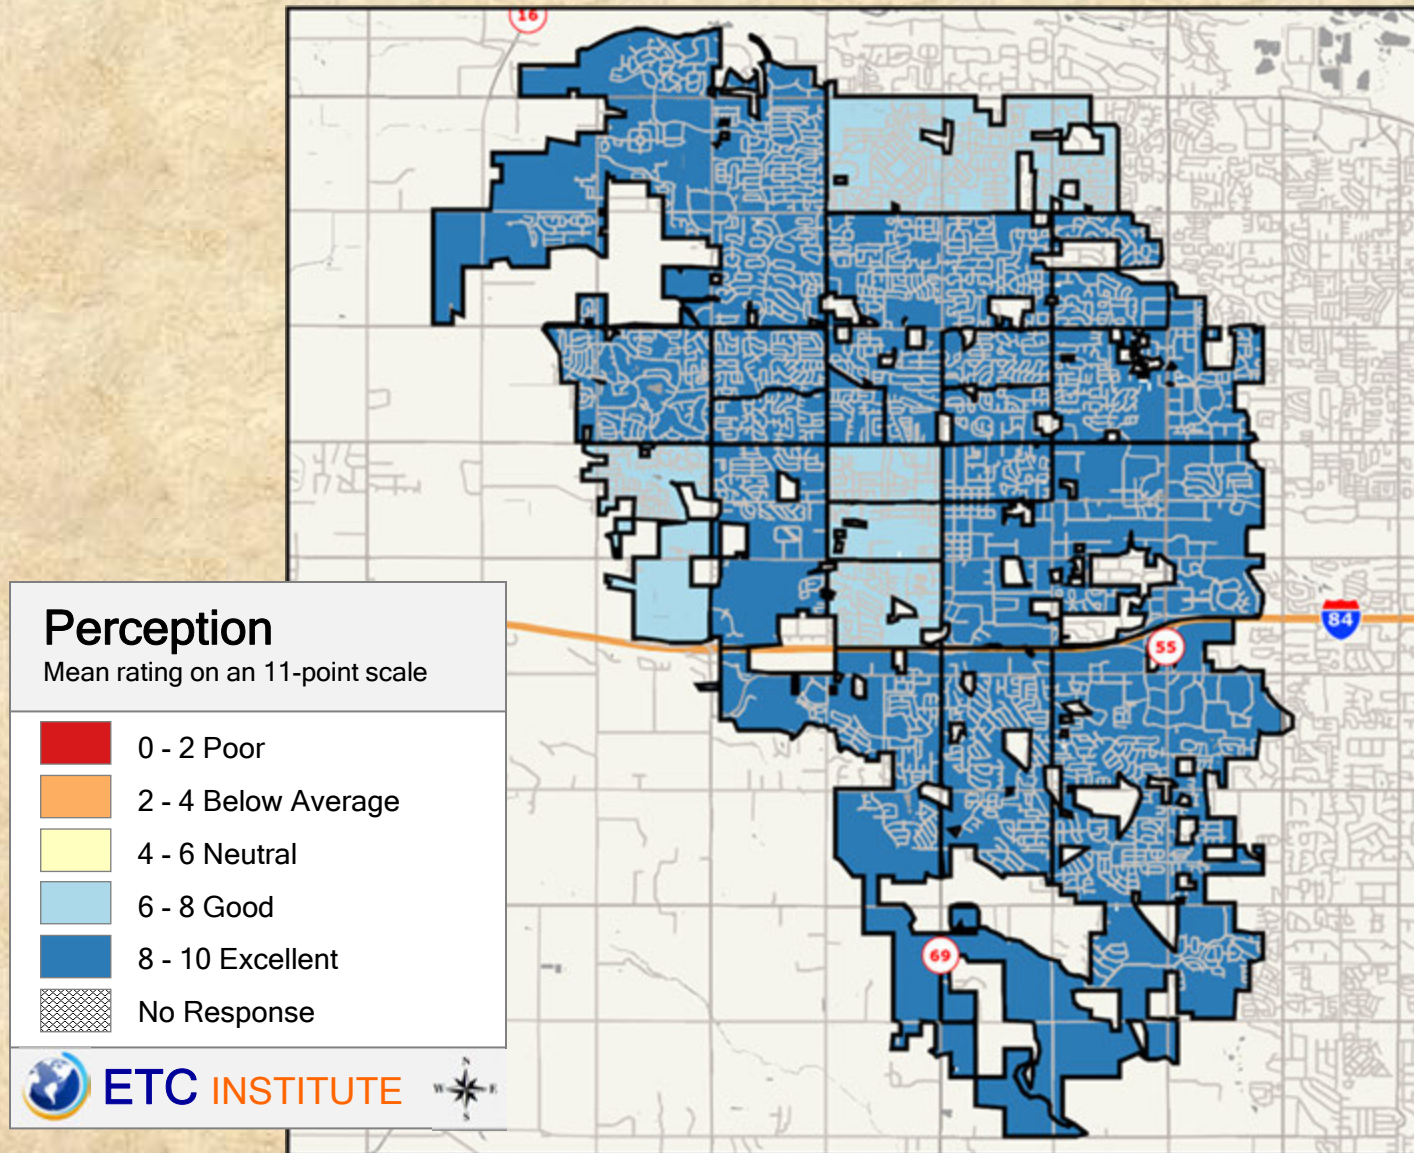 16
84
55
69
Perception
Mean rating on an 11-point scale
0 - 2 Poor
2 - 4 Below Average
4 - 6 Neutral
6 - 8 Good
8 - 10 Excellent
No Response
ETC INSTITUTE
N
W E
S